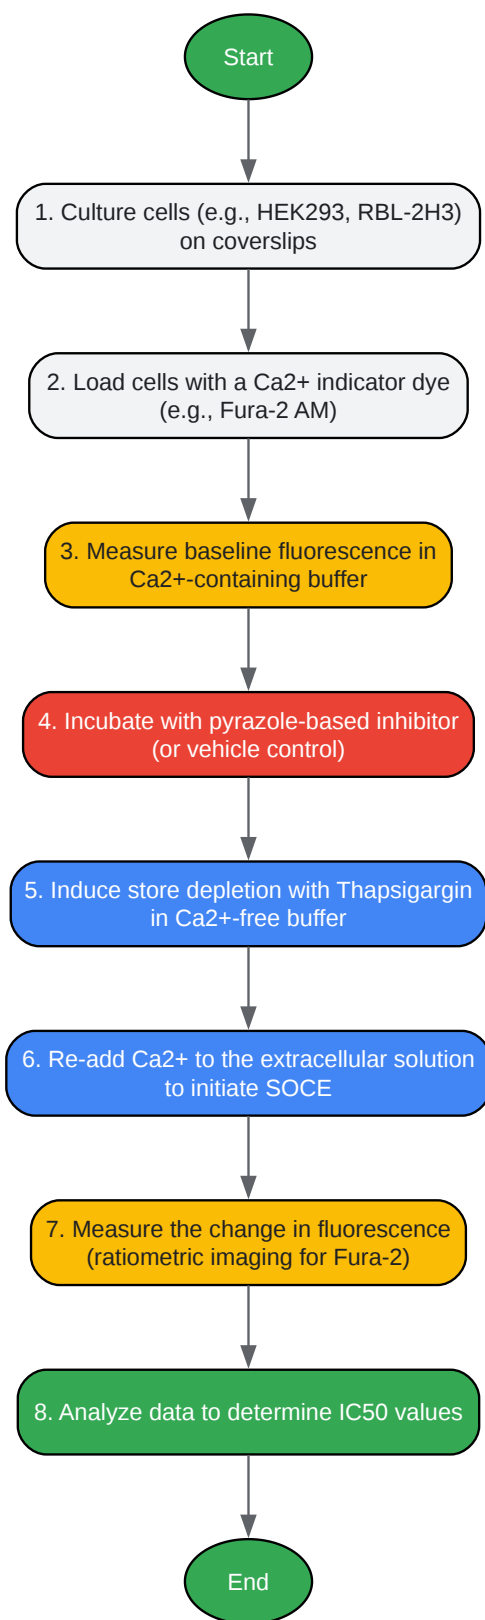 Start
1. Culture cells (e.g., HEK293, RBL-2H3)
on coverslips
2. Load cells with a Ca2+ indicator dye
(e.g., Fura-2 AM)
3. Measure baseline fluorescence in
Ca2+-containing buffer
4. Incubate with pyrazole-based inhibitor
(or vehicle control)
5. Induce store depletion with Thapsigargin
in Ca2+-free buffer
6. Re-add Ca2+ to the extracellular solution
to initiate SOCE
7. Measure the change in fluorescence
(ratiometric imaging for Fura-2)
8. Analyze data to determine IC50 values
End